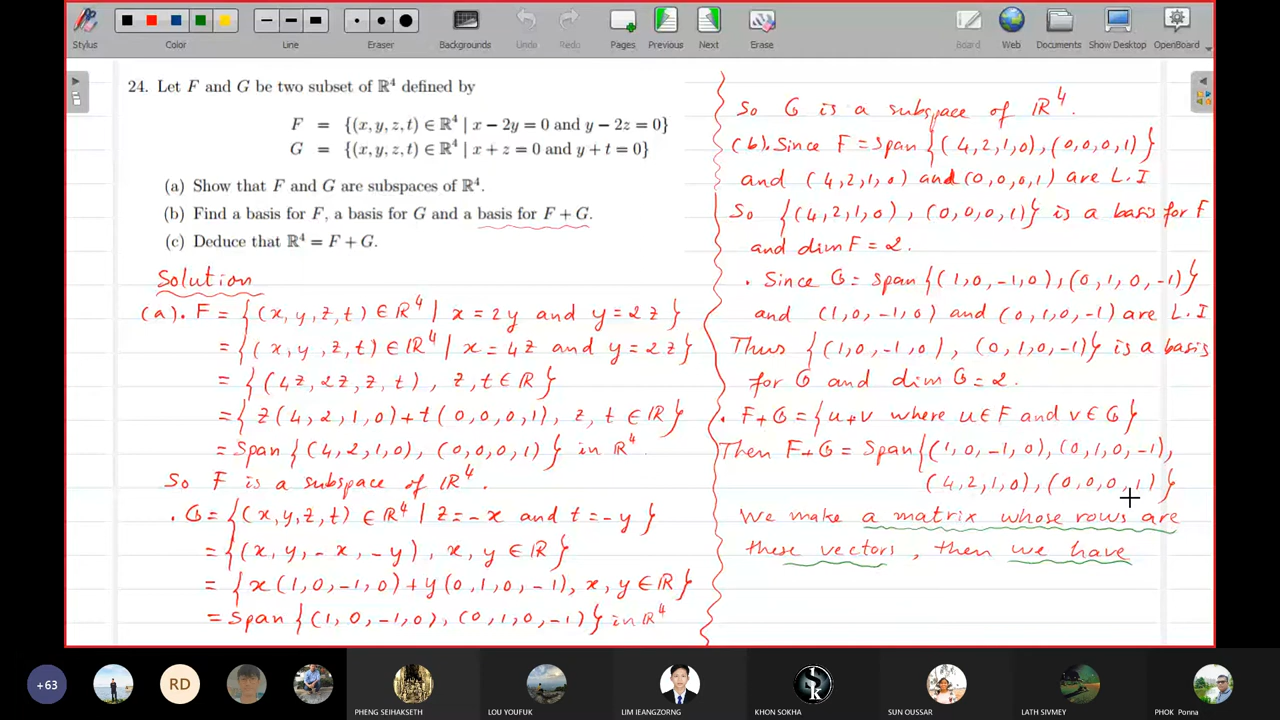 Stylus Color Line Eraser Backgrounds Undo Redo Pages Previous Next Erase Board Web Documents Show Desktop OpenBoard
24. Let F and G be two subset of ℝ⁴ defined by
F = {(x, y, z, t) ∈ ℝ⁴ | x − 2y = 0 and y − 2z = 0}
G = {(x, y, z, t) ∈ ℝ⁴ | x + z = 0 and y + t = 0}
(a) Show that F and G are subspaces of ℝ⁴.
(b) Find a basis for F, a basis for G and a basis for F + G.
(c) Deduce that ℝ⁴ = F + G.
Solution
(a). F = {(x, y, z, t) ∈ ℝ⁴ | x = 2y and y = 2z}
= {(x, y, z, t) ∈ ℝ⁴ | x = 4z and y = 2z}
= {(4z, 2z, z, t), z, t ∈ ℝ}
= {z(4, 2, 1, 0) + t(0, 0, 0, 1), z, t ∈ ℝ}
= Span {(4, 2, 1, 0), (0, 0, 0, 1)} in ℝ⁴.
So F is a subspace of ℝ⁴.
. G = {(x, y, z, t) ∈ ℝ⁴ | z = −x and t = −y}
= {(x, y, −x, −y), x, y ∈ ℝ}
= {x(1, 0, −1, 0) + y(0, 1, 0, −1), x, y ∈ ℝ}
= Span {(1, 0, −1, 0), (0, 1, 0, −1)} in ℝ⁴
So G is a subspace of ℝ⁴.
(b). Since F = Span {(4, 2, 1, 0), (0, 0, 0, 1)}
and (4, 2, 1, 0) and (0, 0, 0, 1) are L.I
So {(4, 2, 1, 0), (0, 0, 0, 1)} is a basis for F
and dim F = 2.
. Since G = Span {(1, 0, −1, 0), (0, 1, 0, −1)}
and (1, 0, −1, 0) and (0, 1, 0, −1) are L.I
Thus {(1, 0, −1, 0), (0, 1, 0, −1)} is a basis
for G and dim G = 2.
. F + G = {u + v where u ∈ F and v ∈ G}
Then F + G = Span {(1, 0, −1, 0), (0, 1, 0, −1),
(4, 2, 1, 0), (0, 0, 0, 1)}
We make a matrix whose rows are
these vectors, then we have
+63 RD PHENG SEIHAKSETH LOU YOUFUK LIM IEANGZORNG KHON SOKHA SUN OUSSAR LATH SIVMEY PHOK Ponna